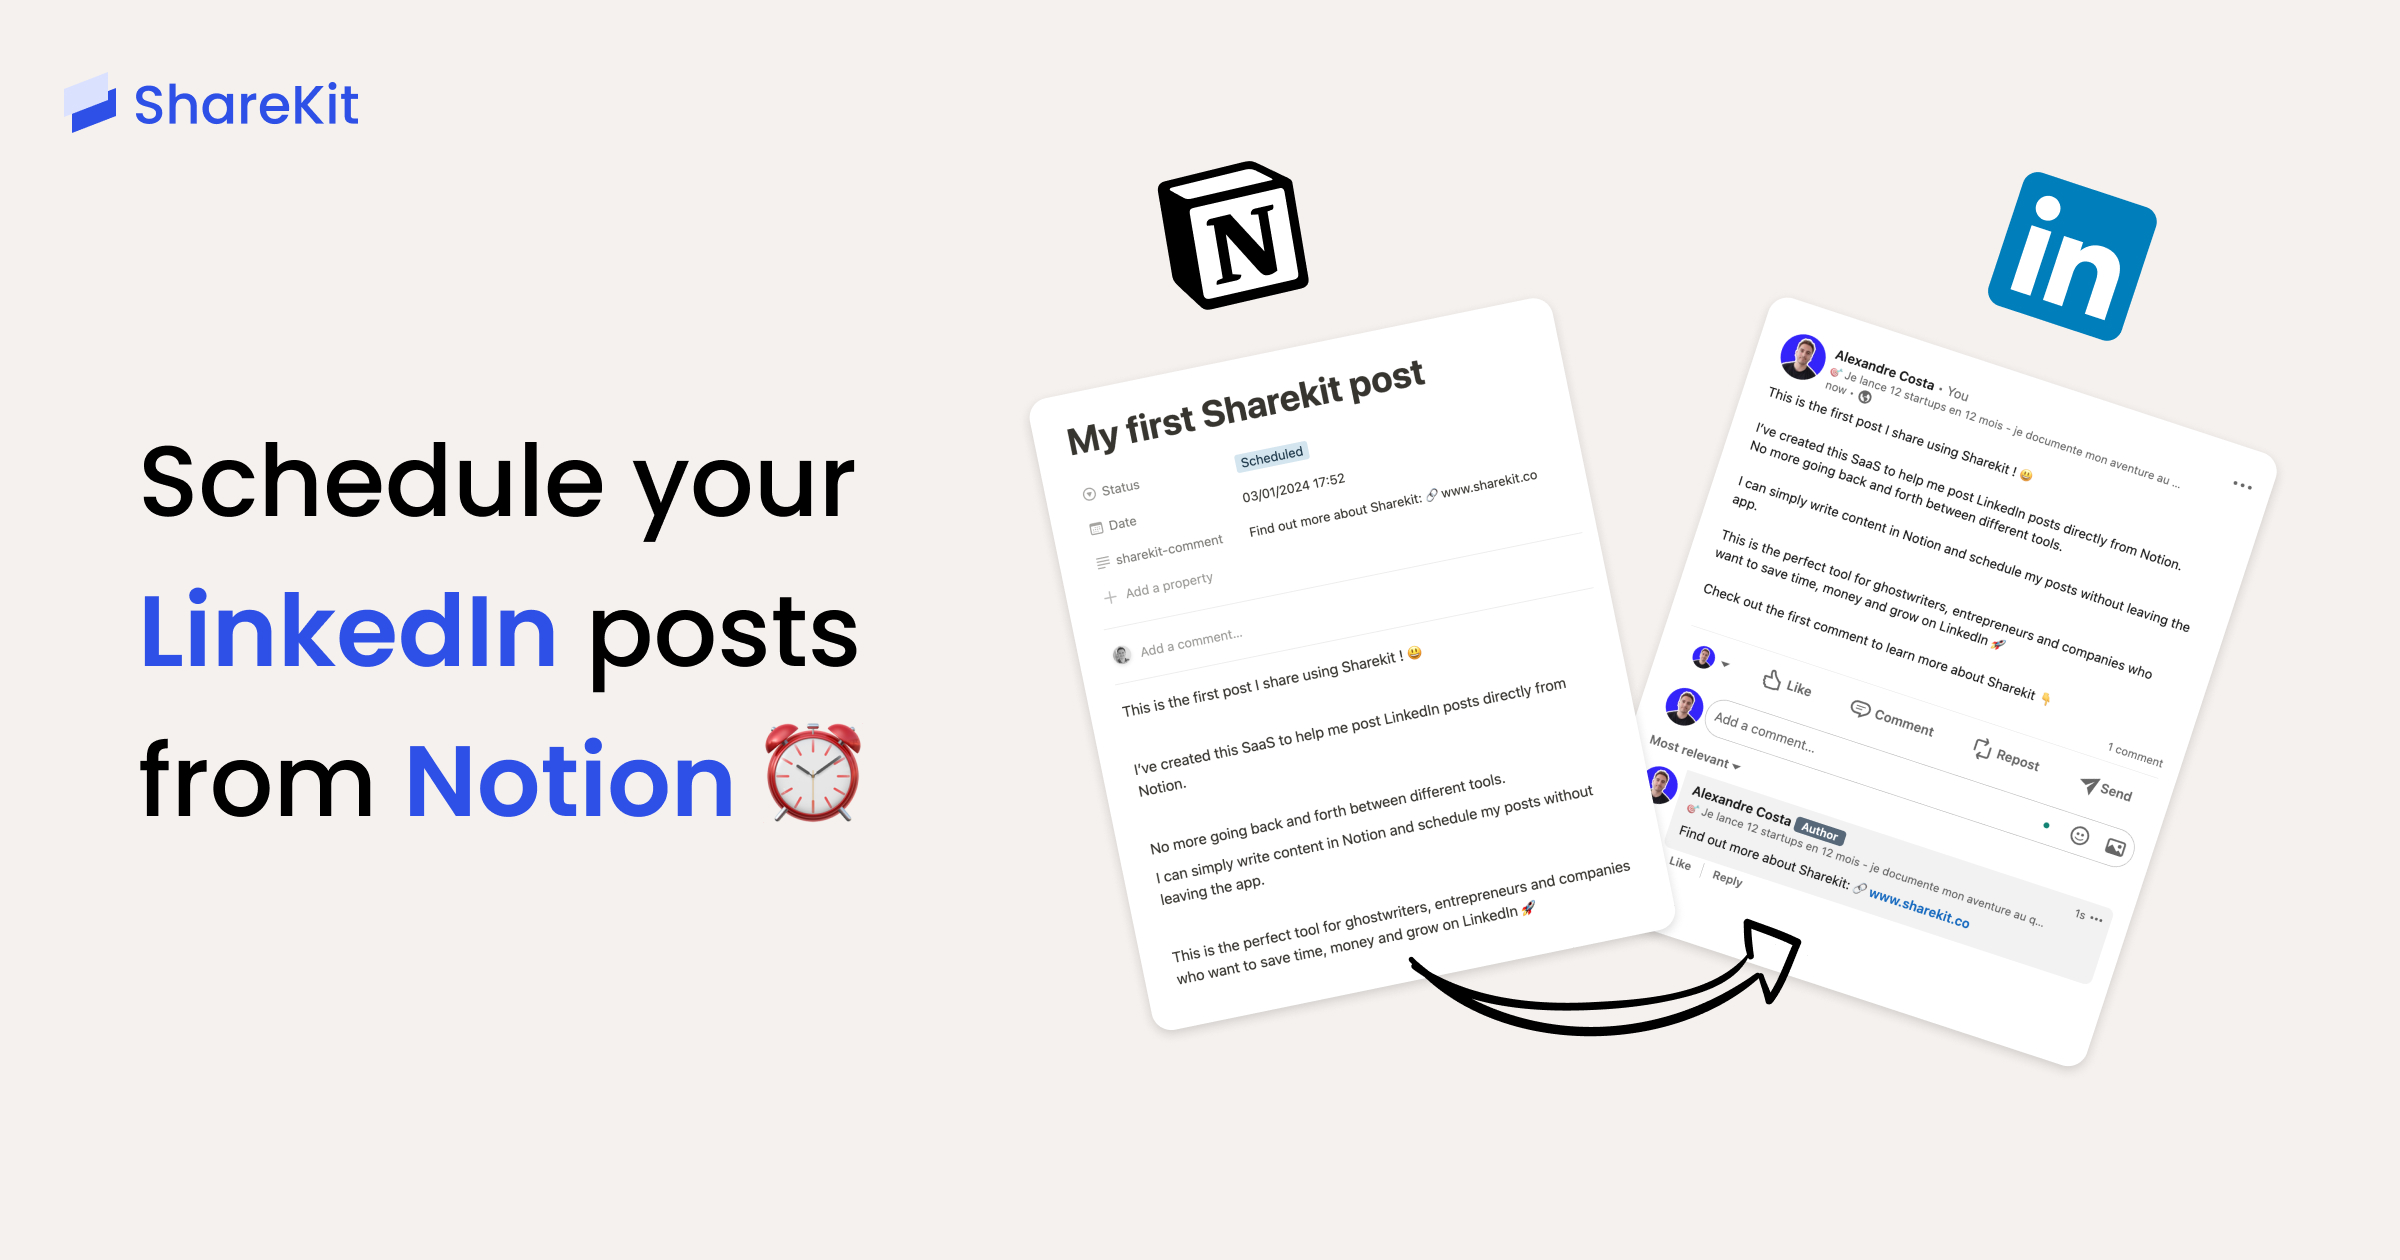 ShareKit
Schedule your
LinkedIn posts
from Notion ⏰
N
My first Sharekit post
Status
Scheduled
Date
03/01/2024 17:52
sharekit-comment
Find out more about Sharekit: 🔗 www.sharekit.co
Add a property
Add a comment...
This is the first post I share using Sharekit ! 😃
I've created this SaaS to help me post LinkedIn posts directly from
Notion.
No more going back and forth between different tools.
I can simply write content in Notion and schedule my posts without
leaving the app.
This is the perfect tool for ghostwriters, entrepreneurs and companies
who want to save time, money and grow on LinkedIn 🚀
in
Alexandre Costa • You
🎯 Je lance 12 startups en 12 mois - je documente mon aventure au ...
now •
This is the first post I share using Sharekit ! 😃
I've created this SaaS to help me post LinkedIn posts directly from Notion.
No more going back and forth between different tools.
I can simply write content in Notion and schedule my posts without leaving the
app.
This is the perfect tool for ghostwriters, entrepreneurs and companies who
want to save time, money and grow on LinkedIn 🚀
Check out the first comment to learn more about Sharekit 👇
1 comment
Like
Comment
Repost
Send
Add a comment...
Most relevant
Alexandre Costa Author
1s
🎯 Je lance 12 startups en 12 mois - je documente mon aventure au q...
Find out more about Sharekit: 🔗 www.sharekit.co
Like | Reply